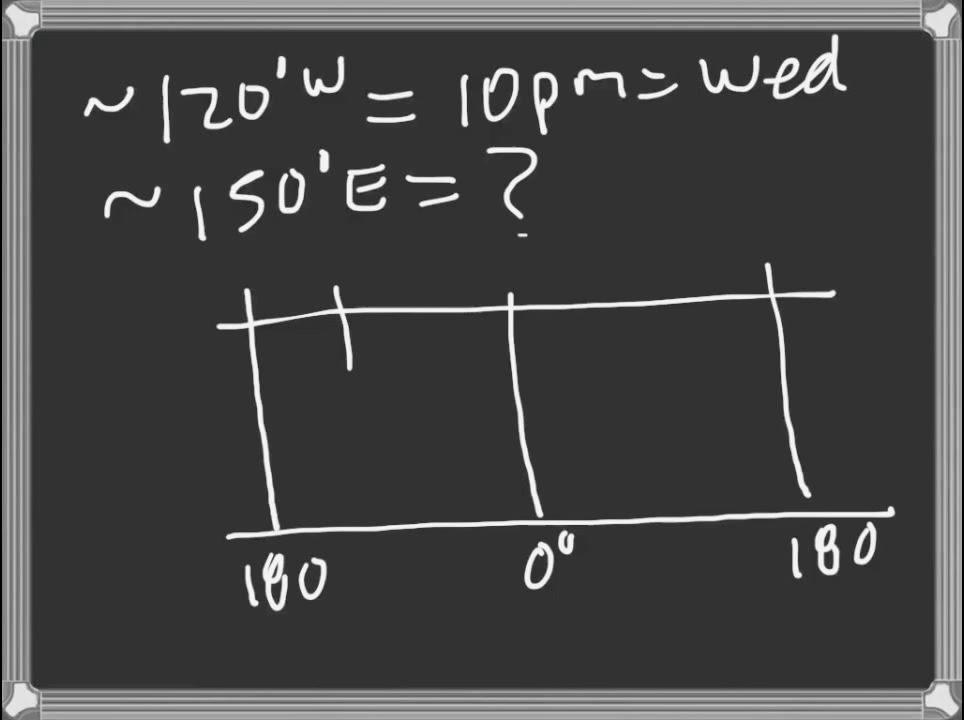 ~120'W = 10pm = Wed
~150'E = ?
180 0° 180